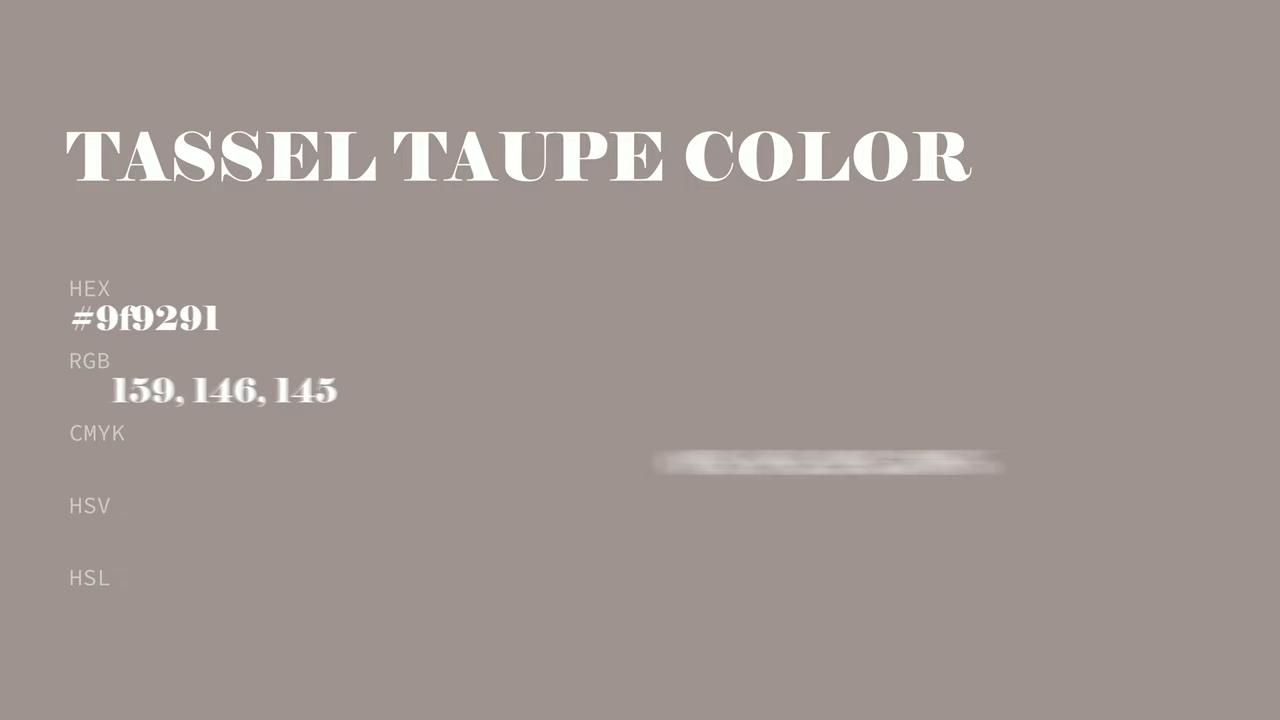 TASSEL TAUPE COLOR
HEX
#9f9291
RGB
159, 146, 145
CMYK
HSV
HSL